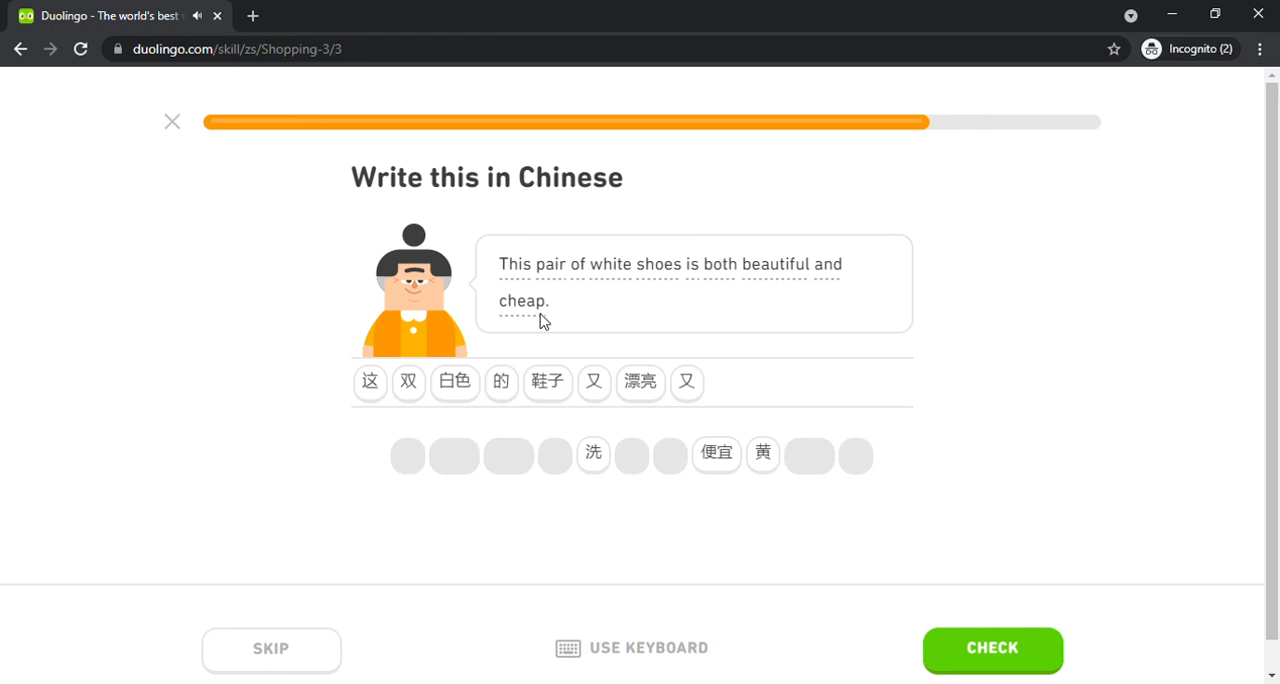 Duolingo - The world's best
duolingo.com/skill/zs/Shopping-3/3
Incognito (2)
Write this in Chinese
This pair of white shoes is both beautiful and
cheap.
这 双 白色 的 鞋子 又 漂亮 又
洗 便宜 黄
SKIP
USE KEYBOARD
CHECK